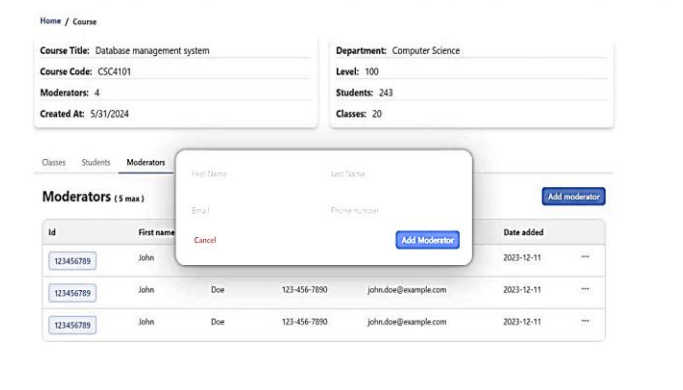 Home / Course
Course Title: Database management system
Department: Computer Science
Course Code: CSC4101
Level: 100
Moderators: 4
Students: 243
Created At: 5/31/2024
Classes: 20
Classes Students Moderators
First Name Last Name
Moderators (5 max)
Add moderator
Email Phone number
Cancel Add Moderator
Id First name Date added
123456789 John 2023-12-11 ...
123456789 John Doe 123-456-7890 john.doe@example.com 2023-12-11 ...
123456789 John Doe 123-456-7890 john.doe@example.com 2023-12-11 ...